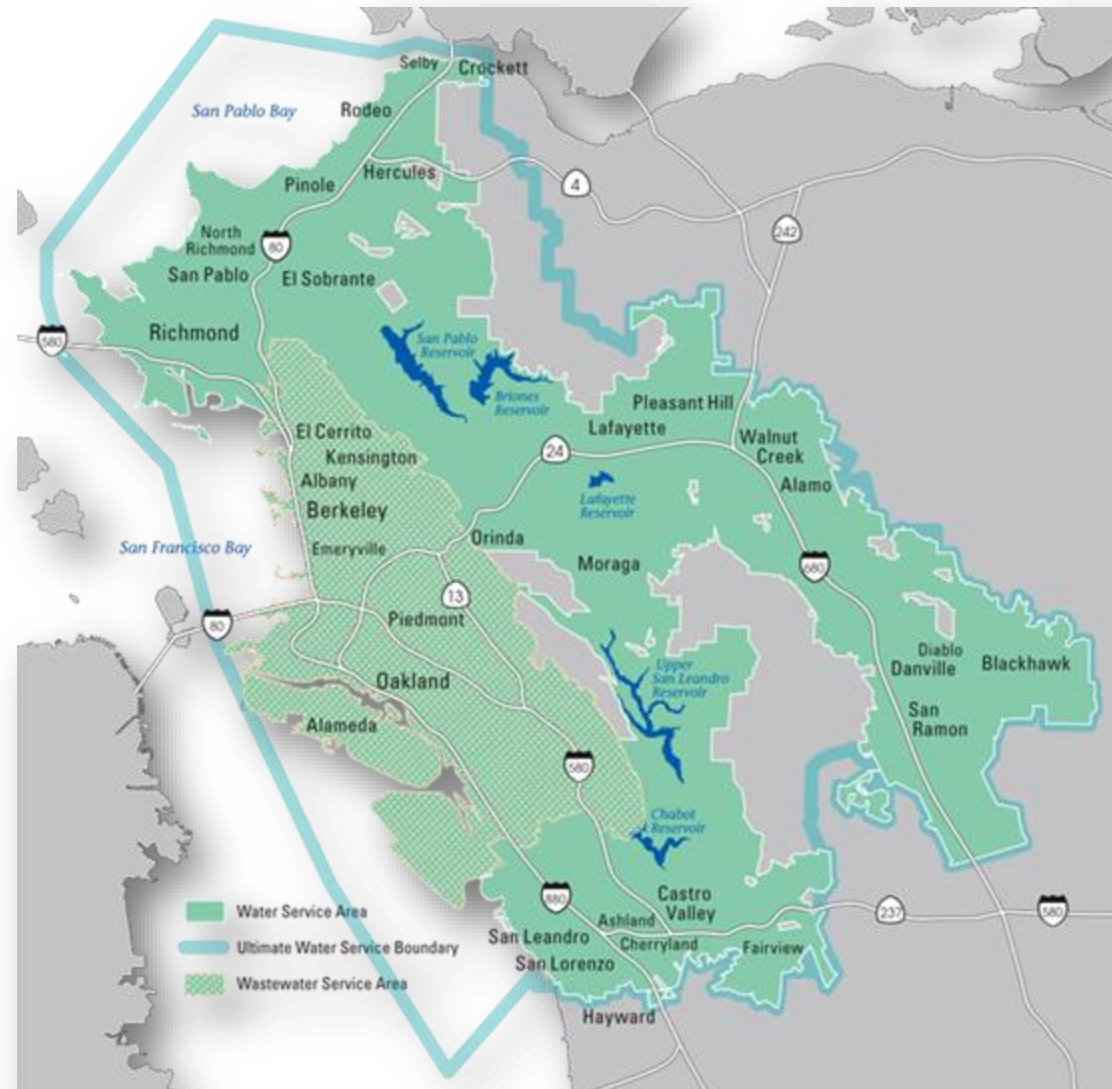 Selby
Crockett
San Pablo Bay
Rodeo
Hercules
Pinole
4
North
Richmond
80
242
San Pablo
El Sobrante
Richmond
580
San Pablo
Reservoir
Briones
Reservoir
Pleasant Hill
Lafayette
El Cerrito
Kensington
24
Walnut
Creek
Albany
Alamo
Berkeley
Lafayette
Reservoir
San Francisco Bay
Emeryville
Orinda
Moraga
680
13
80
Piedmont
Oakland
Upper
San Leandro
Reservoir
Diablo
Danville
Blackhawk
Alameda
San
Ramon
580
Chabot
Reservoir
880
Castro
Valley
237
580
Water Service Area
Ashland
San Leandro
Cherryland
Fairview
Ultimate Water Service Boundary
San Lorenzo
Wastewater Service Area
Hayward